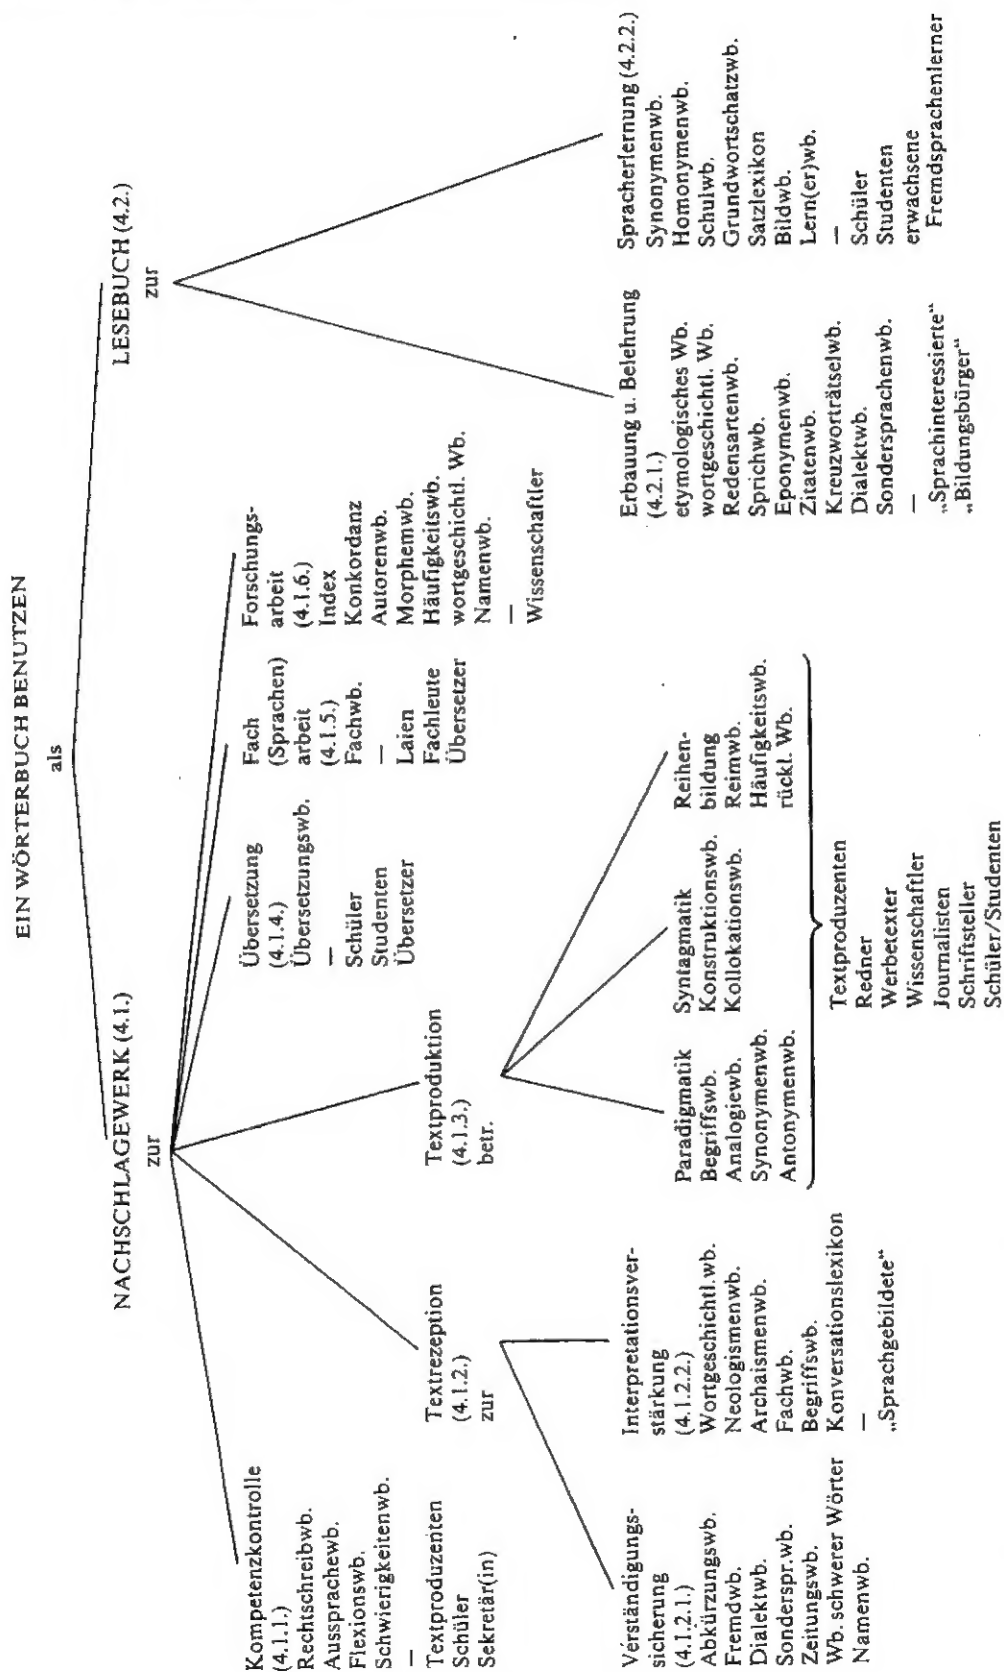 EIN WÖRTERBUCH BENUTZEN
als
NACHSCHLAGEWERK (4.1.)
zur
LESEBUCH (4.2.)
zur
Kompetenzkontrolle
(4.1.1.)
Rechtschreibwb.
Aussprachewb.
Flexionswb.
Schwierigkeitenwb.
—
Textproduzenten
Schüler
Sekretär(in)
Textrezeption
(4.1.2.)
zur
Textproduktion
(4.1.3.)
betr.
Übersetzung
(4.1.4.)
Übersetzungswb.
—
Schüler
Studenten
Übersetzer
Fach
(Sprachen)
arbeit
(4.1.5.)
Fachwb.
—
Laien
Fachleute
Übersetzer
Forschungs-
arbeit
(4.1.6.)
Index
Konkordanz
Autorenwb.
Morphemwb.
Häufigkeitswb.
wortgeschichtl. Wb.
Namenwb.
—
Wissenschaftler
Verständigungs-
sicherung
(4.1.2.1.)
Abkürzungswb.
Fremdwb.
Dialektwb.
Sonderspr.wb.
Zeitungswb.
Wb. schwerer Wörter
Namenwb.
Interpretationsver-
stärkung
(4.1.2.2.)
Wortgeschichtl.wb.
Neologismenwb.
Archaismenwb.
Fachwb.
Begriffswb.
Konversationslexikon
—
„Sprachgebildete“
Paradigmatik
Begriffswb.
Analogiewb.
Synonymenwb.
Antonymenwb.
Syntagmatik
Konstruktionswb.
Kollokationswb.
Reihen-
bildung
Reimwb.
Häufigkeitswb.
rückl. Wb.
Textproduzenten
Redner
Werbetexter
Wissenschaftler
Journalisten
Schriftsteller
Schüler/Studenten
Erbauung u. Belehrung
(4.2.1.)
etymologisches Wb.
wortgeschichtl. Wb.
Redensartenwb.
Sprichwb.
Eponymenwb.
Zitatenwb.
Kreuzworträtselwb.
Dialektwb.
Sondersprachenwb.
—
„Sprachinteressierte“
„Bildungsbürger“
Spracherlernung (4.2.2.)
Synonymenwb.
Homonymenwb.
Schulwb.
Grundwortschatzwb.
Satzlexikon
Bildwb.
Lern(er)wb.
—
Schüler
Studenten
erwachsene
Fremdsprachenlerner